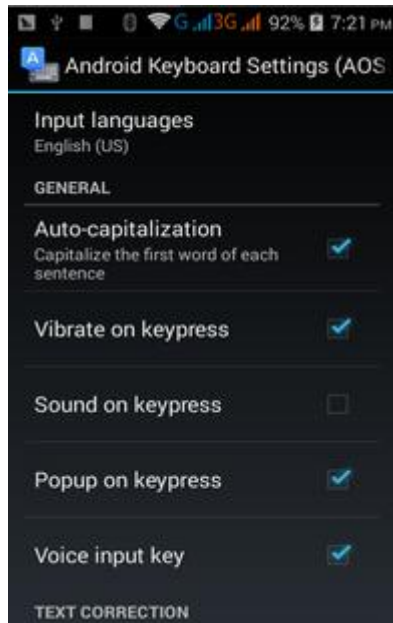 G 3G 92% 7:21 PM
Android Keyboard Settings (AOS
Input languages
English (US)
GENERAL
Auto-capitalization
Capitalize the first word of each
sentence
Vibrate on keypress
Sound on keypress
Popup on keypress
Voice input key
TEXT CORRECTION